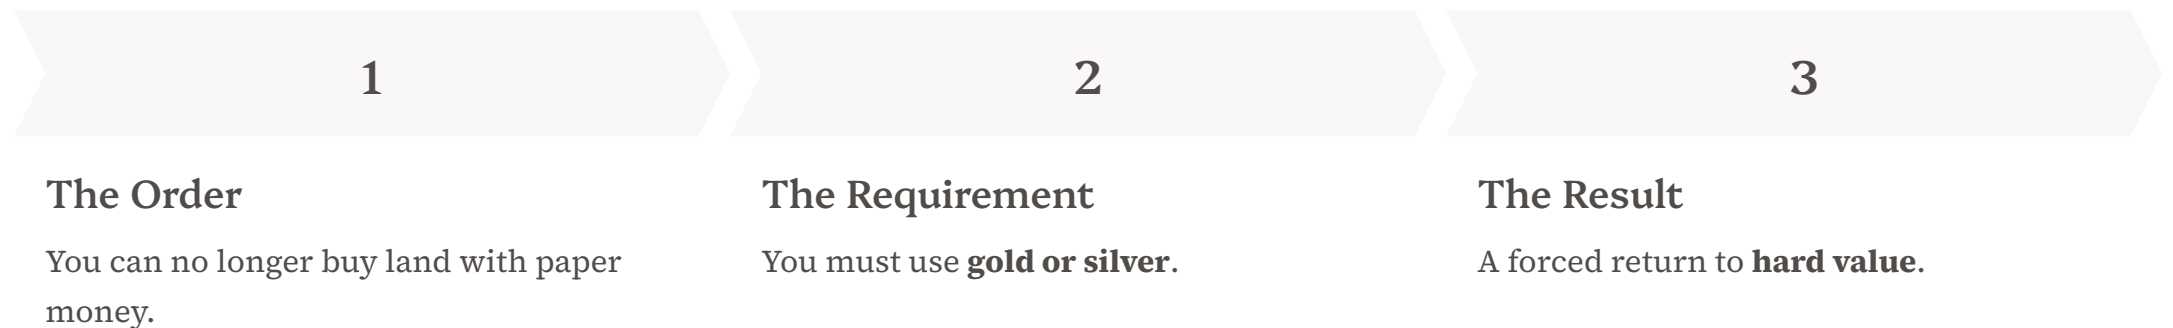 1
The Order
You can no longer buy land with paper
money.
2
The Requirement
You must use gold or silver.
3
The Result
A forced return to hard value.